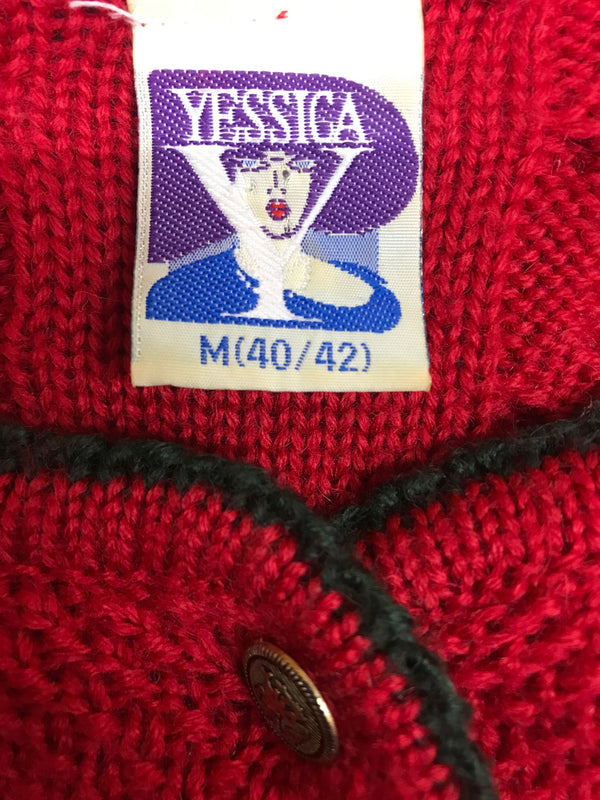 YESSICA
Y
M(40/42)